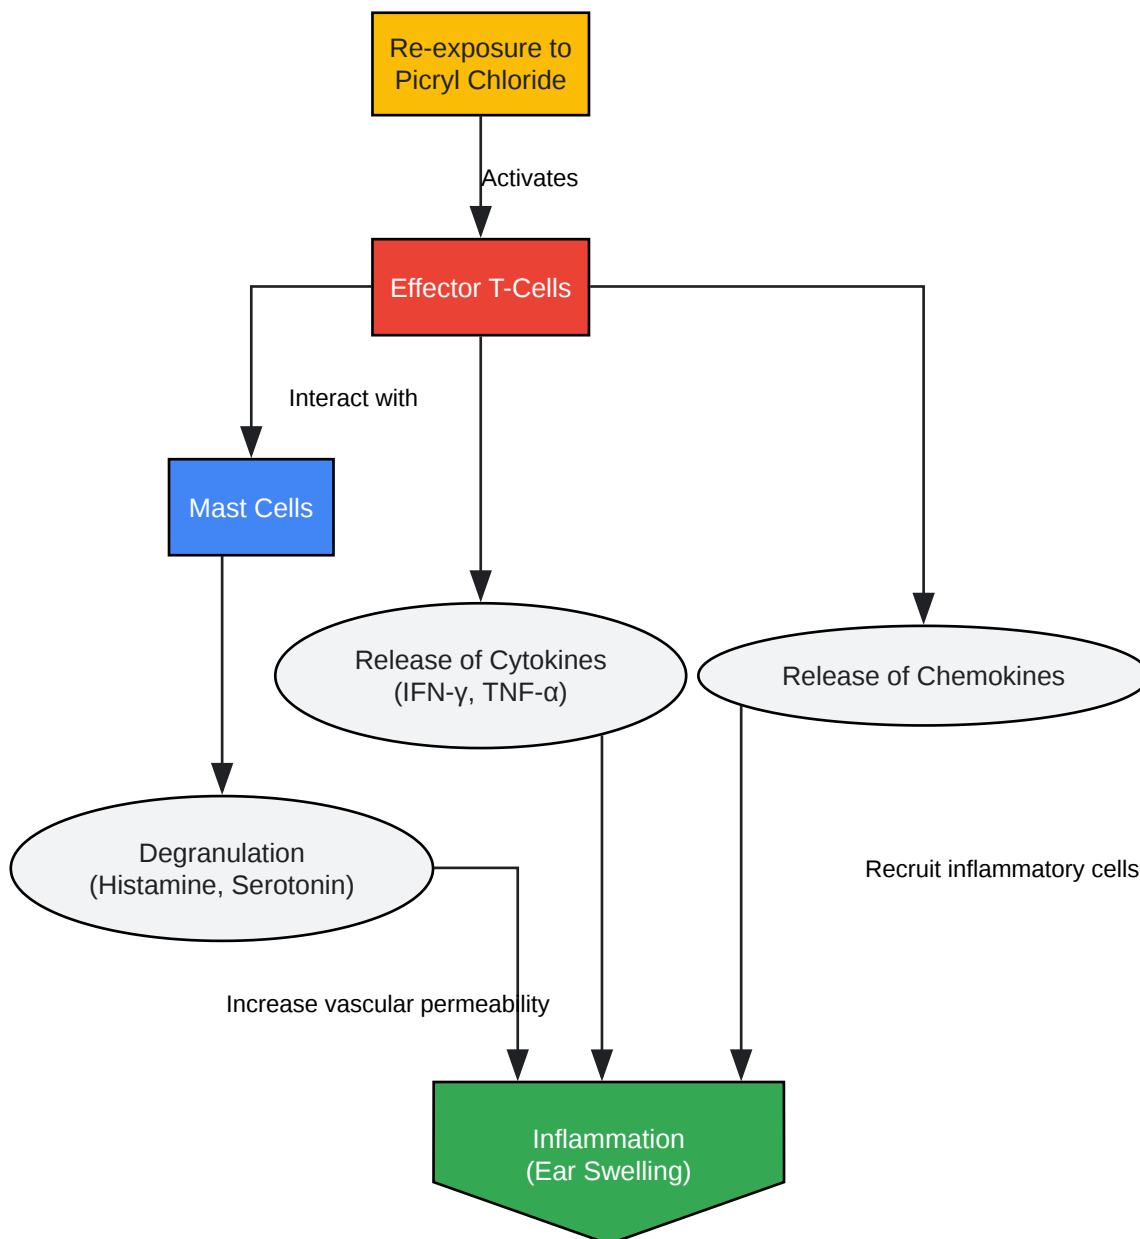 Re-exposure to
Picryl Chloride
Activates
Effector T-Cells
Interact with
Mast Cells
Release of Cytokines
(IFN-γ, TNF-α)
Release of Chemokines
Degranulation
(Histamine, Serotonin)
Recruit inflammatory cells
Increase vascular permeability
Inflammation
(Ear Swelling)